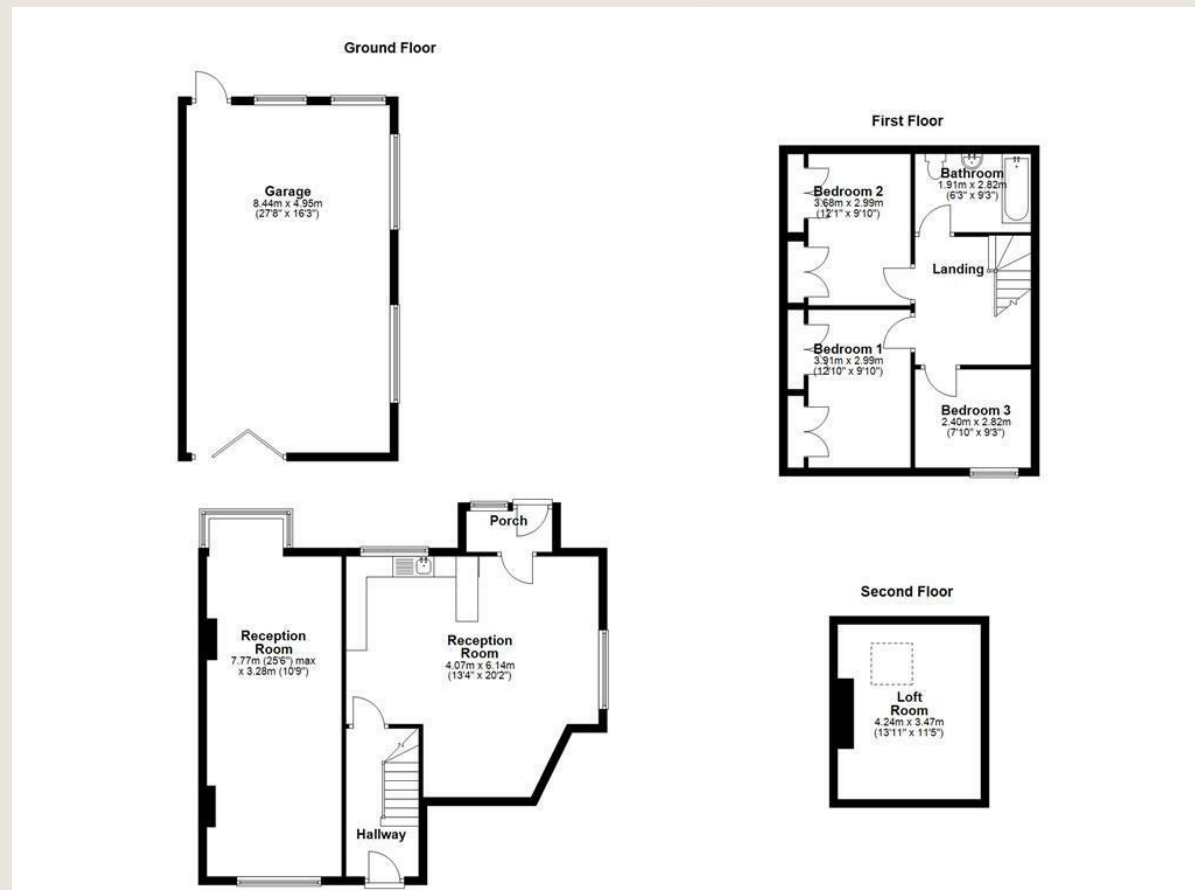 Ground Floor
Garage
8.44m x 4.95m
(27'8" x 16'3")
Porch
Reception
Room
7.77m (25'6") max
x 3.28m (10'9")
Reception
Room
4.07m x 6.14m
(13'4" x 20'2")
Hallway
First Floor
Bedroom 2
3.68m x 2.99m
(12'1" x 9'10")
Bathroom
1.91m x 2.82m
(6'3" x 9'3")
Landing
Bedroom 1
3.91m x 2.99m
(12'10" x 9'10")
Bedroom 3
2.40m x 2.82m
(7'10" x 9'3")
Second Floor
Loft
Room
4.24m x 3.47m
(13'11" x 11'5")